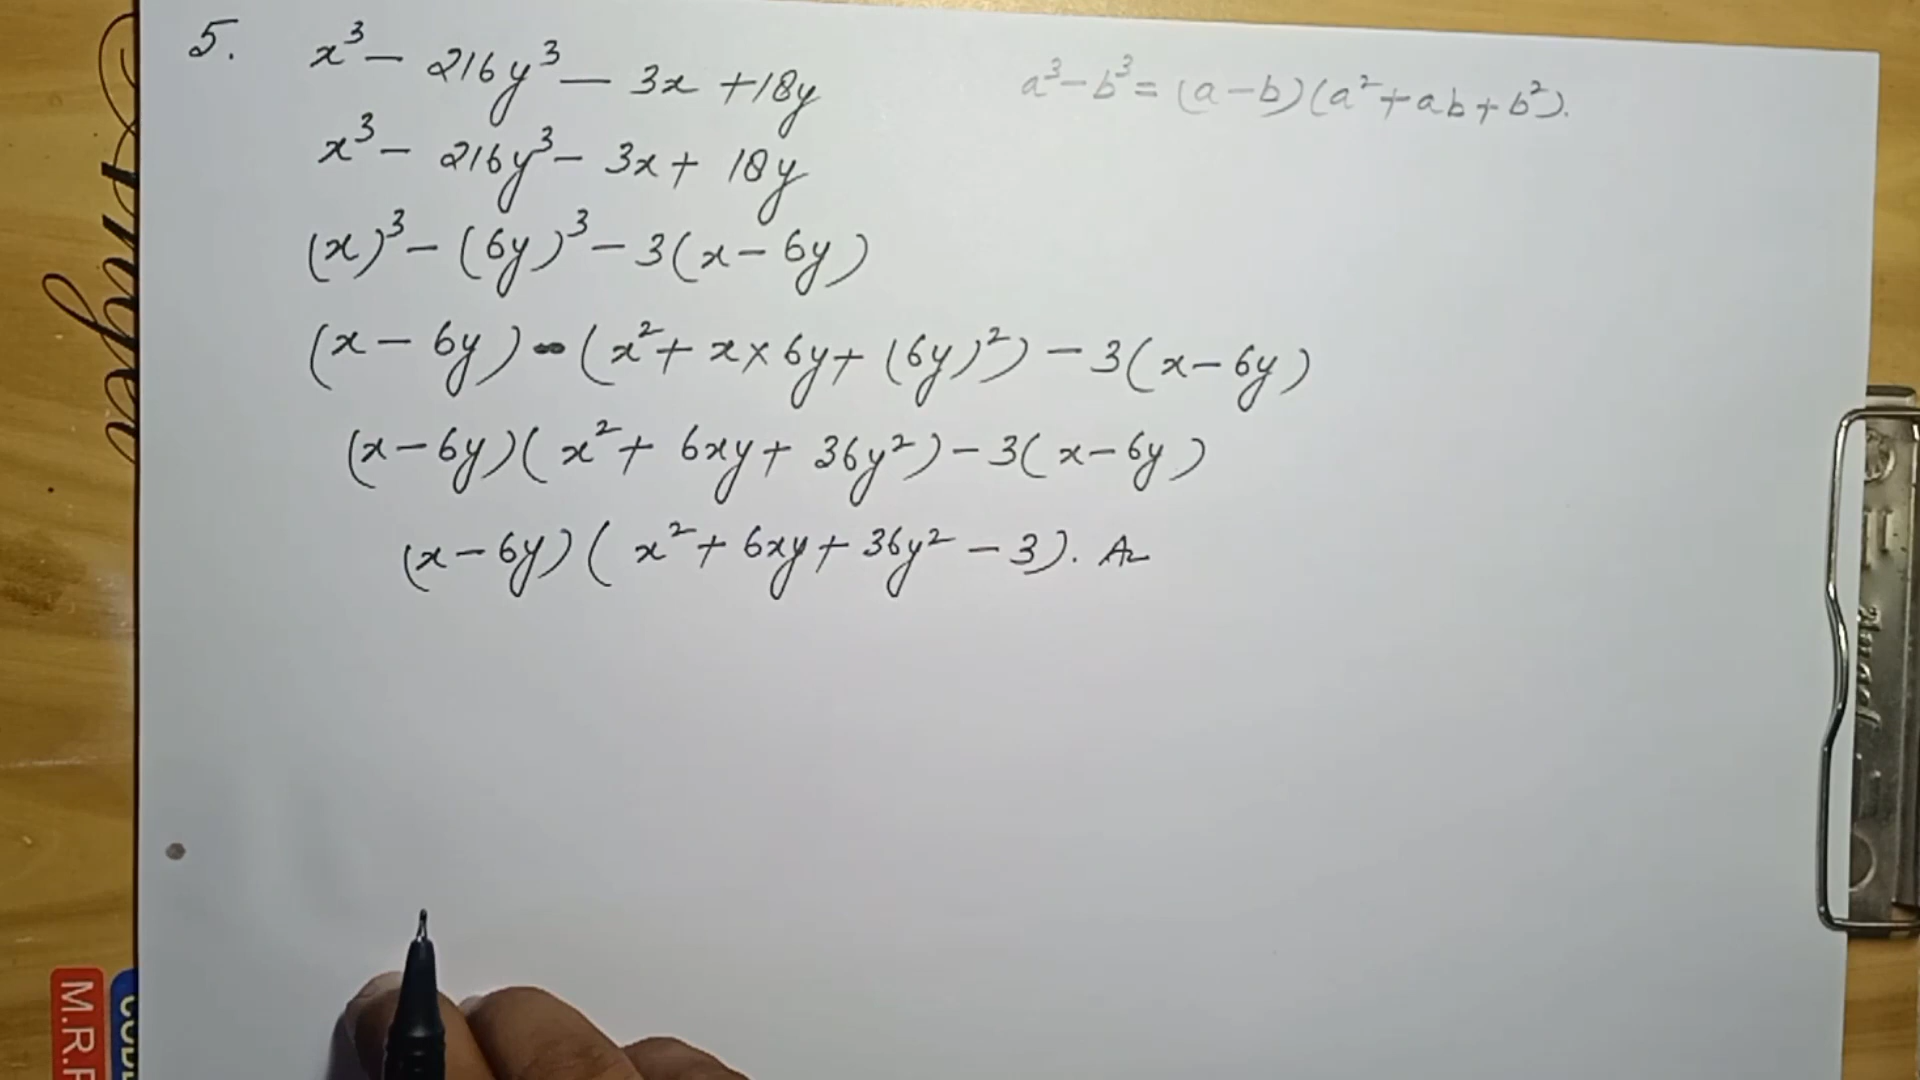 5. x³ - 216y³ - 3x + 18y
a³ - b³ = (a - b)(a² + ab + b²).
x³ - 216y³ - 3x + 18y
(x)³ - (6y)³ - 3(x - 6y)
(x - 6y) - (x² + x × 6y + (6y)²) - 3(x - 6y)
(x - 6y)(x² + 6xy + 36y²) - 3(x - 6y)
(x - 6y)(x² + 6xy + 36y² - 3).
M.R.